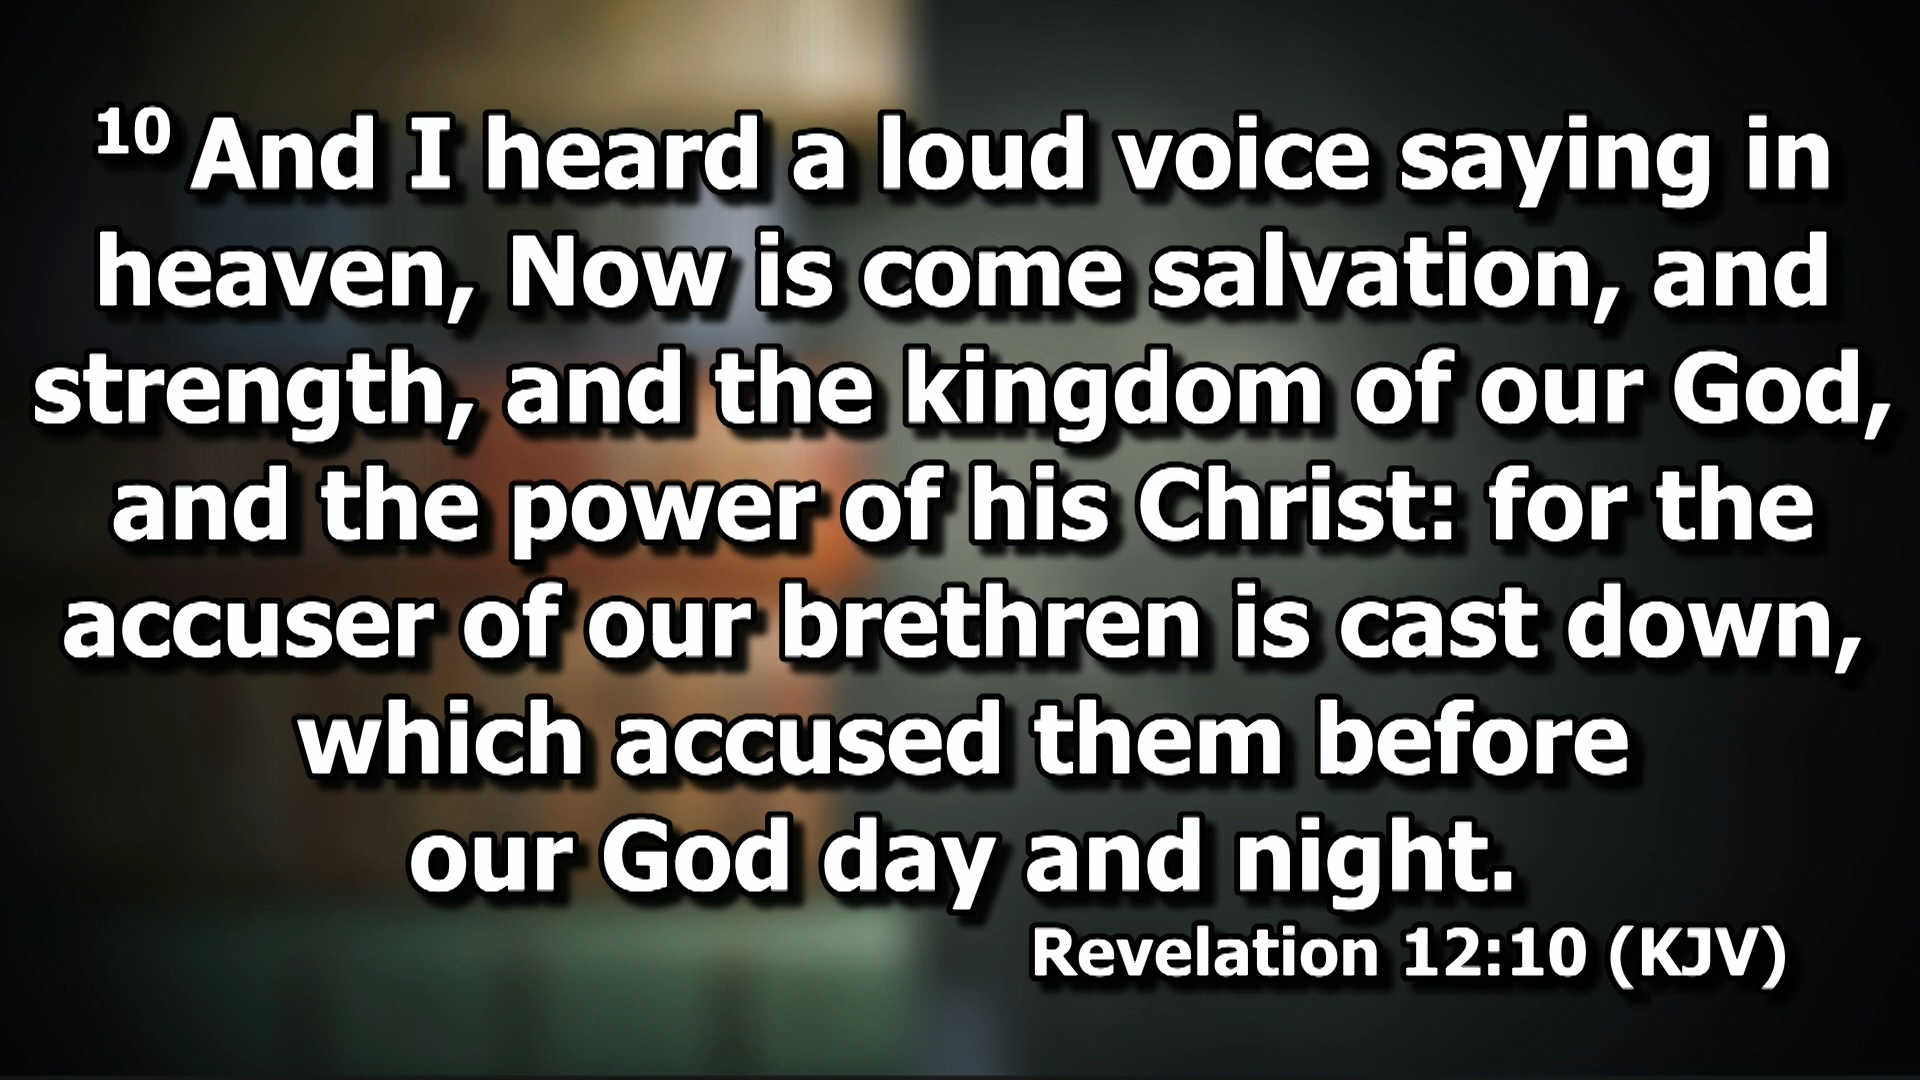 10 And I heard a loud voice saying in
heaven, Now is come salvation, and
strength, and the kingdom of our God,
and the power of his Christ: for the
accuser of our brethren is cast down,
which accused them before
our God day and night.
Revelation 12:10 (KJV)